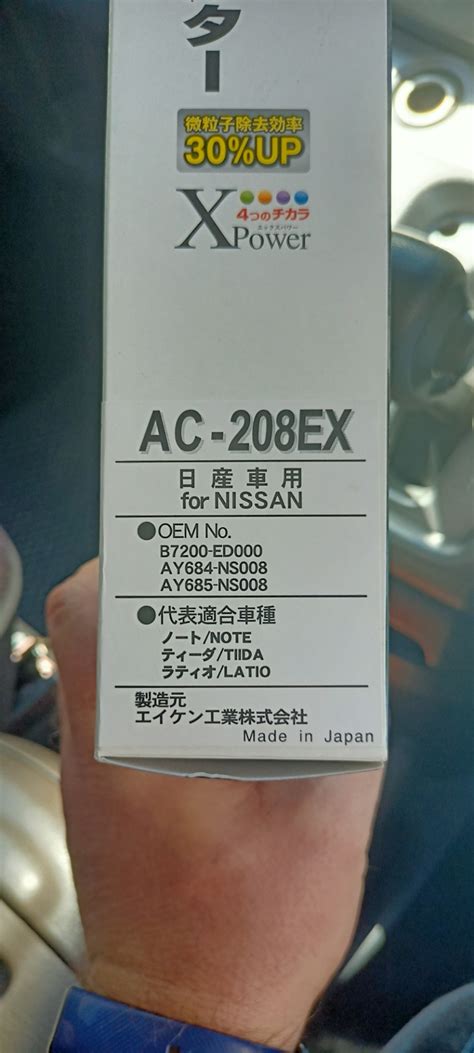 ター
微粒子除去効率
30%UP
4つのチカラ
エックスパワー
X Power
AC-208EX
日産車用
for NISSAN
●OEM No.
B7200-ED000
AY684-NS008
AY685-NS008
●代表適合車種
ノート/NOTE
ティーダ/TIIDA
ラティオ/LATIO
製造元
エイケン工業株式会社
Made in Japan